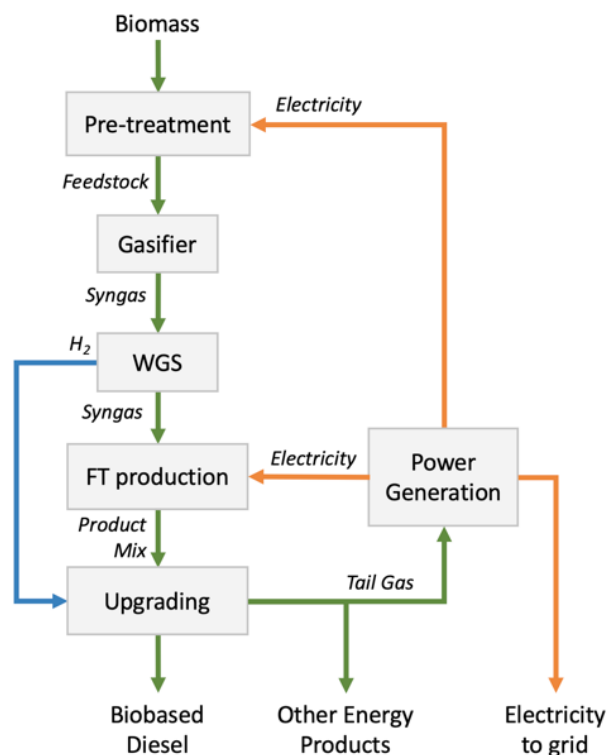 Biomass
Electricity
Pre-treatment
Feedstock
Gasifier
Syngas
H₂
WGS
Syngas
Electricity
FT production
Power
Generation
Product
Mix
Tail Gas
Upgrading
Biobased
Diesel
Other Energy
Products
Electricity
to grid